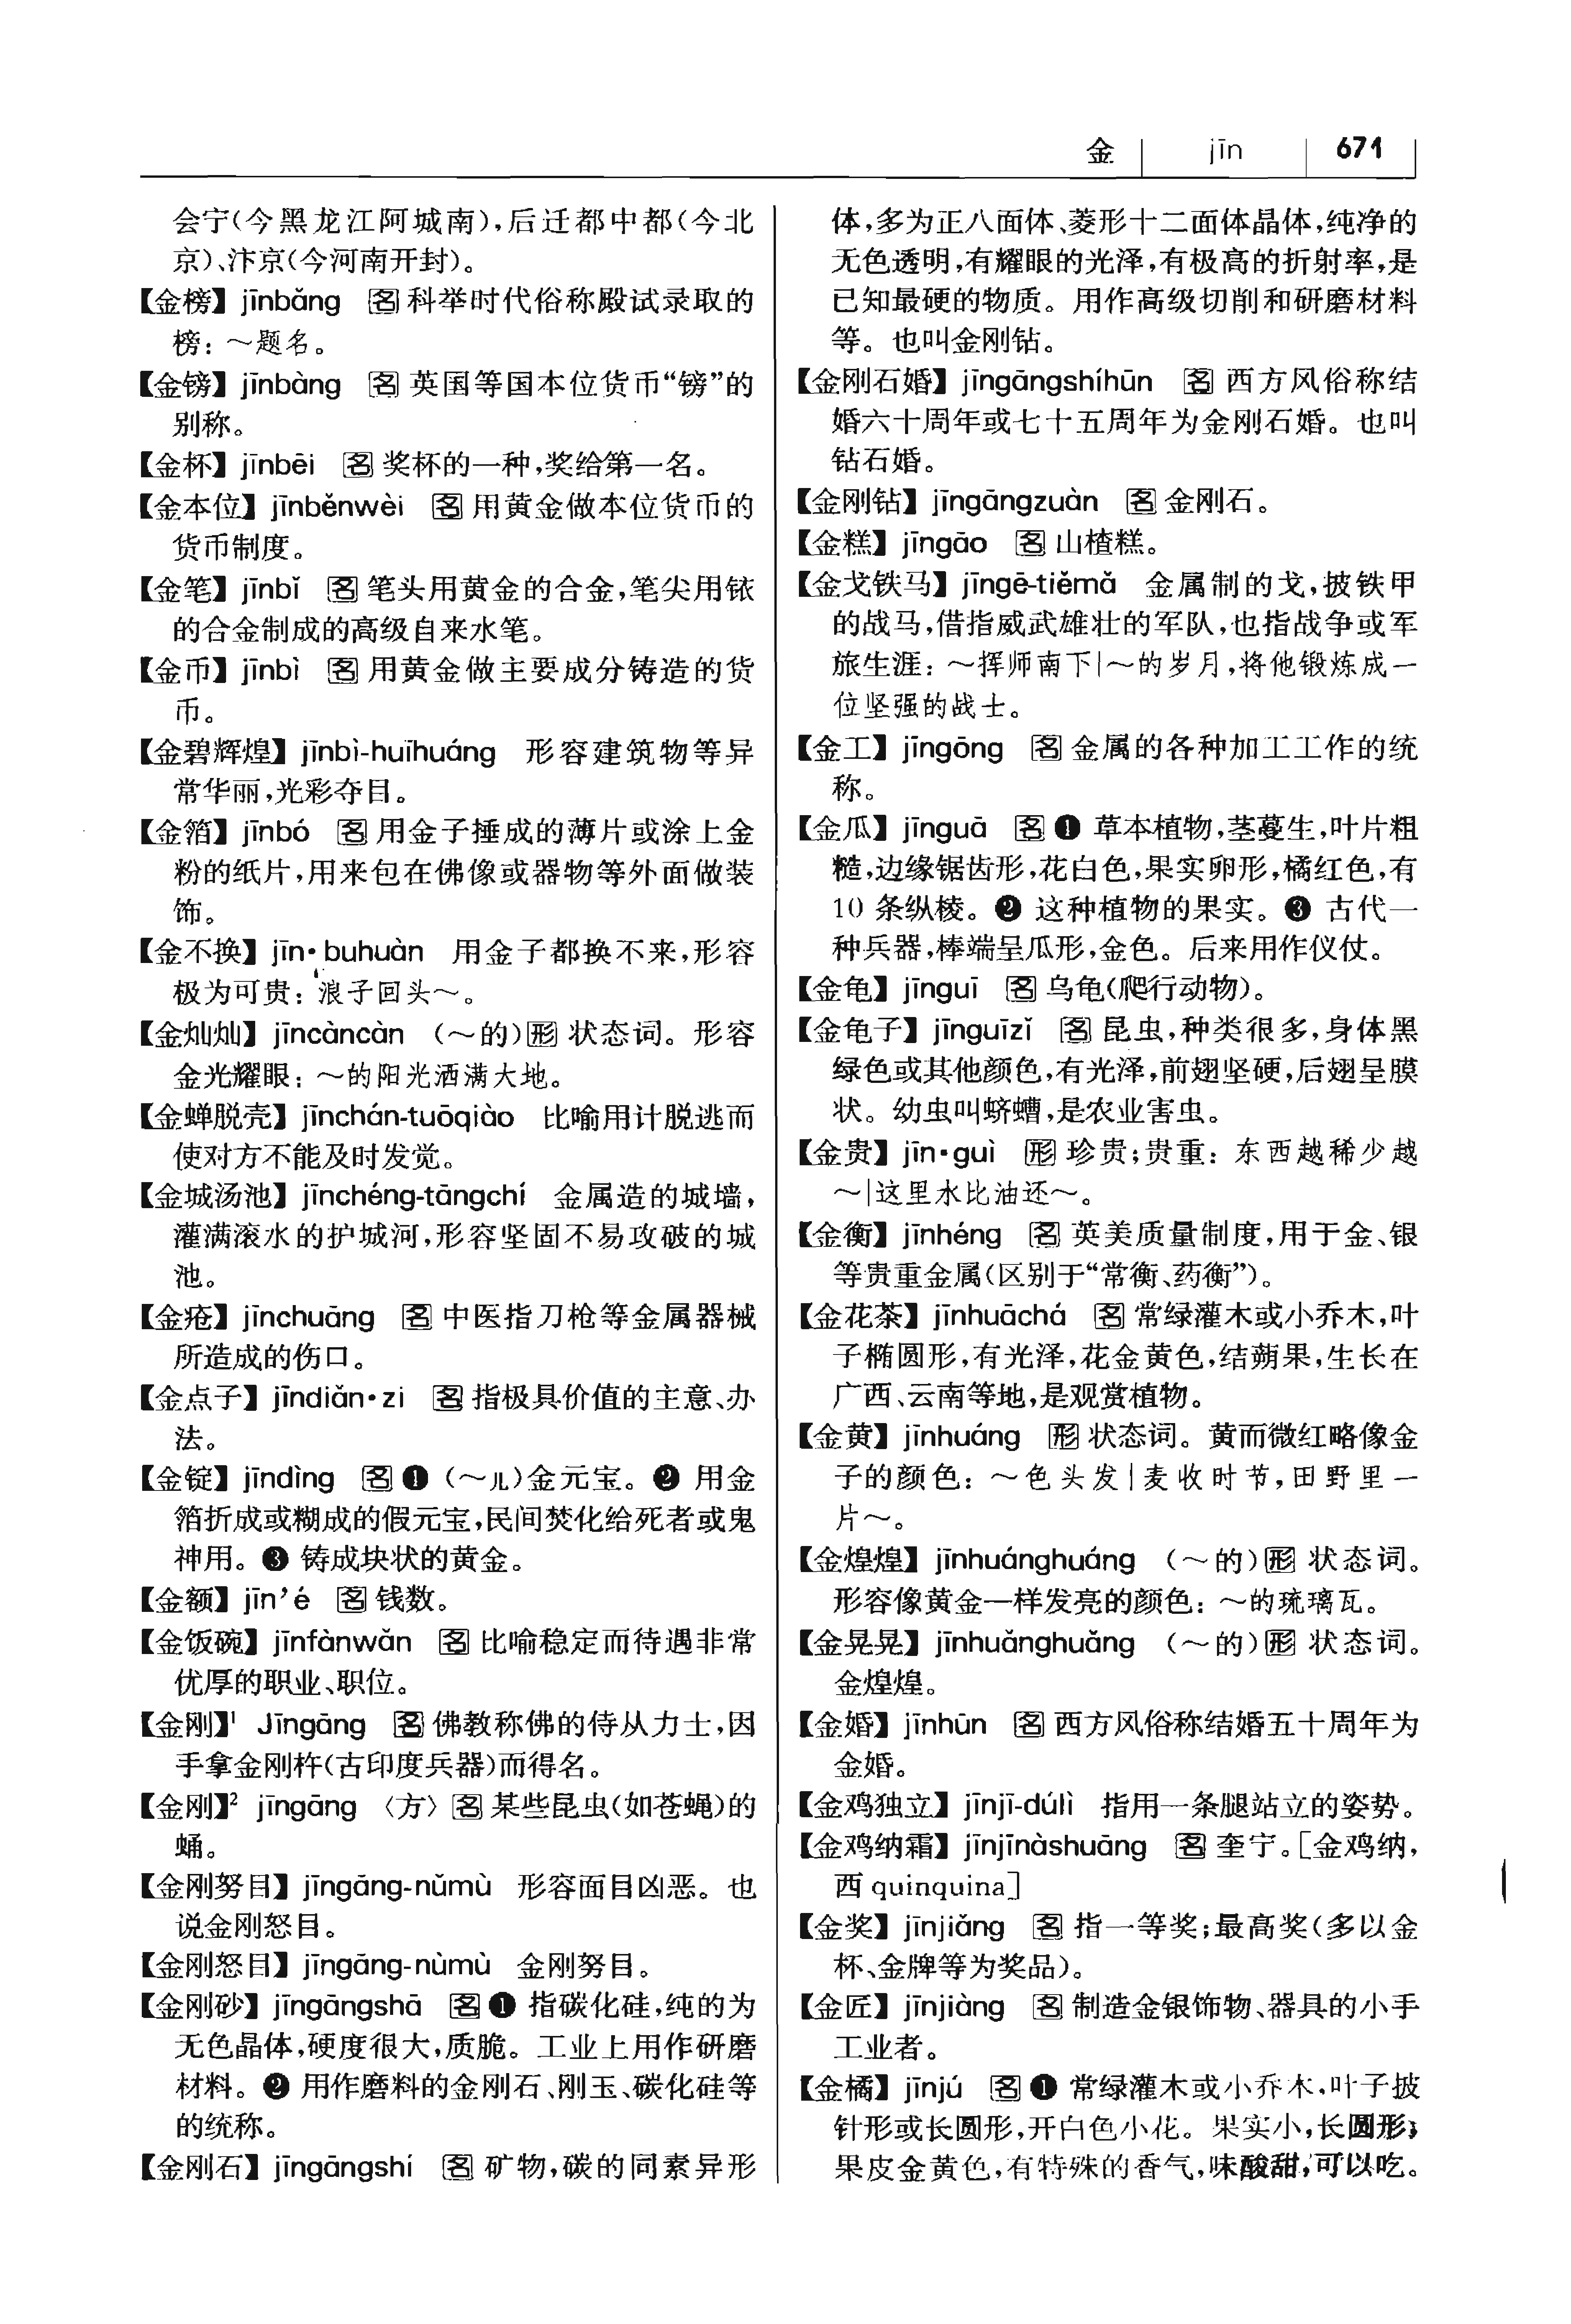 金 jīn 671
会宁(今黑龙江阿城南),后迁都中都(今北
京)、汴京(今河南开封)。
【金榜】 jīnbǎng 名 科举时代俗称殿试录取的
榜：～题名。
【金镑】 jīnbàng 名 英国等国本位货币“镑”的
别称。
【金杯】 jīnbēi 名 奖杯的一种,奖给第一名。
【金本位】 jīnběnwèi 名 用黄金做本位货币的
货币制度。
【金笔】 jīnbǐ 名 笔头用黄金的合金,笔尖用铱
的合金制成的高级自来水笔。
【金币】 jīnbì 名 用黄金做主要成分铸造的货
币。
【金碧辉煌】 jīnbì-huīhuáng 形容建筑物等异
常华丽,光彩夺目。
【金箔】 jīnbó 名 用金子捶成的薄片或涂上金
粉的纸片,用来包在佛像或器物等外面做装
饰。
【金不换】 jīn·buhuàn 用金子都换不来,形容
极为可贵：浪子回头～。
【金灿灿】 jīncàncàn (～的)形 状态词。形容
金光耀眼：～的阳光洒满大地。
【金蝉脱壳】 jīnchán-tuōqiào 比喻用计脱逃而
使对方不能及时发觉。
【金城汤池】 jīnchéng-tāngchí 金属造的城墙,
灌满滚水的护城河,形容坚固不易攻破的城
池。
【金疮】 jīnchuāng 名 中医指刀枪等金属器械
所造成的伤口。
【金点子】 jīndiǎn·zi 名 指极具价值的主意、办
法。
【金锭】 jīndìng 名 ❶ (～儿)金元宝。❷ 用金
箔折成或糊成的假元宝,民间焚化给死者或鬼
神用。❸ 铸成块状的黄金。
【金额】 jīn’é 名 钱数。
【金饭碗】 jīnfànwǎn 名 比喻稳定而待遇非常
优厚的职业、职位。
【金刚】¹ Jīngāng 名 佛教称佛的侍从力士,因
手拿金刚杵(古印度兵器)而得名。
【金刚】² jīngāng 〈方〉 名 某些昆虫(如苍蝇)的
蛹。
【金刚努目】 jīngāng-nǔmù 形容面目凶恶。也
说金刚怒目。
【金刚怒目】 jīngāng-nùmù 金刚努目。
【金刚砂】 jīngāngshā 名 ❶ 指碳化硅,纯的为
无色晶体,硬度很大,质脆。工业上用作研磨
材料。❷ 用作磨料的金刚石、刚玉、碳化硅等
的统称。
【金刚石】 jīngāngshí 名 矿物,碳的同素异形
体,多为正八面体、菱形十二面体晶体,纯净的
无色透明,有耀眼的光泽,有极高的折射率,是
已知最硬的物质。用作高级切削和研磨材料
等。也叫金刚钻。
【金刚石婚】 jīngāngshíhūn 名 西方风俗称结
婚六十周年或七十五周年为金刚石婚。也叫
钻石婚。
【金刚钻】 jīngāngzuàn 名 金刚石。
【金糕】 jīngāo 名 山楂糕。
【金戈铁马】 jīngē-tiěmǎ 金属制的戈,披铁甲
的战马,借指威武雄壮的军队,也指战争或军
旅生涯：～挥师南下|～的岁月,将他锻炼成一
位坚强的战士。
【金工】 jīngōng 名 金属的各种加工工作的统
称。
【金瓜】 jīnguā 名 ❶ 草本植物,茎蔓生,叶片粗
糙,边缘锯齿形,花白色,果实卵形,橘红色,有
10 条纵棱。❷ 这种植物的果实。❸ 古代一
种兵器,棒端呈瓜形,金色。后来用作仪仗。
【金龟】 jīnguī 名 乌龟(爬行动物)。
【金龟子】 jīnguīzǐ 名 昆虫,种类很多,身体黑
绿色或其他颜色,有光泽,前翅坚硬,后翅呈膜
状。幼虫叫蛴螬,是农业害虫。
【金贵】 jīn·guì 形 珍贵;贵重：东西越稀少越
～|这里水比油还～。
【金衡】 jīnhéng 名 英美质量制度,用于金、银
等贵重金属(区别于“常衡、药衡”)。
【金花茶】 jīnhuāchá 名 常绿灌木或小乔木,叶
子椭圆形,有光泽,花金黄色,结蒴果,生长在
广西、云南等地,是观赏植物。
【金黄】 jīnhuáng 形 状态词。黄而微红略像金
子的颜色：～色头发|麦收时节,田野里一
片～。
【金煌煌】 jīnhuánghuáng (～的)形 状态词。
形容像黄金一样发亮的颜色：～的琉璃瓦。
【金晃晃】 jīnhuǎnghuǎng (～的)形 状态词。
金煌煌。
【金婚】 jīnhūn 名 西方风俗称结婚五十周年为
金婚。
【金鸡独立】 jīnjī-dúlì 指用一条腿站立的姿势。
【金鸡纳霜】 jīnjīnàshuāng 名 奎宁。[金鸡纳,
西 quinquina]
【金奖】 jīnjiǎng 名 指一等奖;最高奖(多以金
杯、金牌等为奖品)。
【金匠】 jīnjiàng 名 制造金银饰物、器具的小手
工业者。
【金橘】 jīnjú 名 ❶ 常绿灌木或小乔木,叶子披
针形或长圆形,开白色小花。果实小,长圆形;
果皮金黄色,有特殊的香气,味酸甜,可以吃。